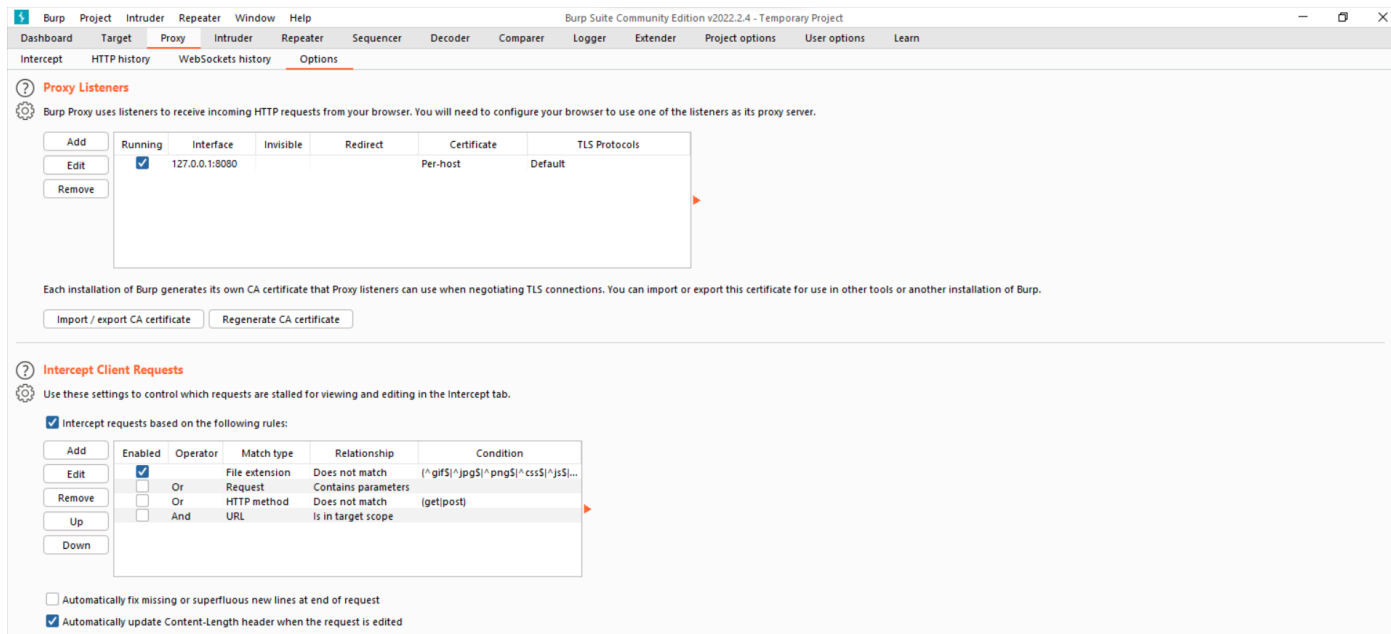 Burp Project Intruder Repeater Window Help Burp Suite Community Edition v2022.2.4 - Temporary Project
Dashboard Target Proxy Intruder Repeater Sequencer Decoder Comparer Logger Extender Project options User options Learn
Intercept HTTP history WebSockets history Options
? Proxy Listeners
Burp Proxy uses listeners to receive incoming HTTP requests from your browser. You will need to configure your browser to use one of the listeners as its proxy server.
Add Running Interface Invisible Redirect Certificate TLS Protocols
Edit 127.0.0.1:8080 Per-host Default
Remove
Each installation of Burp generates its own CA certificate that Proxy listeners can use when negotiating TLS connections. You can import or export this certificate for use in other tools or another installation of Burp.
Import / export CA certificate Regenerate CA certificate
? Intercept Client Requests
Use these settings to control which requests are stalled for viewing and editing in the Intercept tab.
Intercept requests based on the following rules:
Add Enabled Operator Match type Relationship Condition
Edit File extension Does not match (^gif$|^jpg$|^png$|^css$|^js$|...
Or Request Contains parameters
Remove Or HTTP method Does not match (get|post)
Up And URL Is in target scope
Down
Automatically fix missing or superfluous new lines at end of request
Automatically update Content-Length header when the request is edited